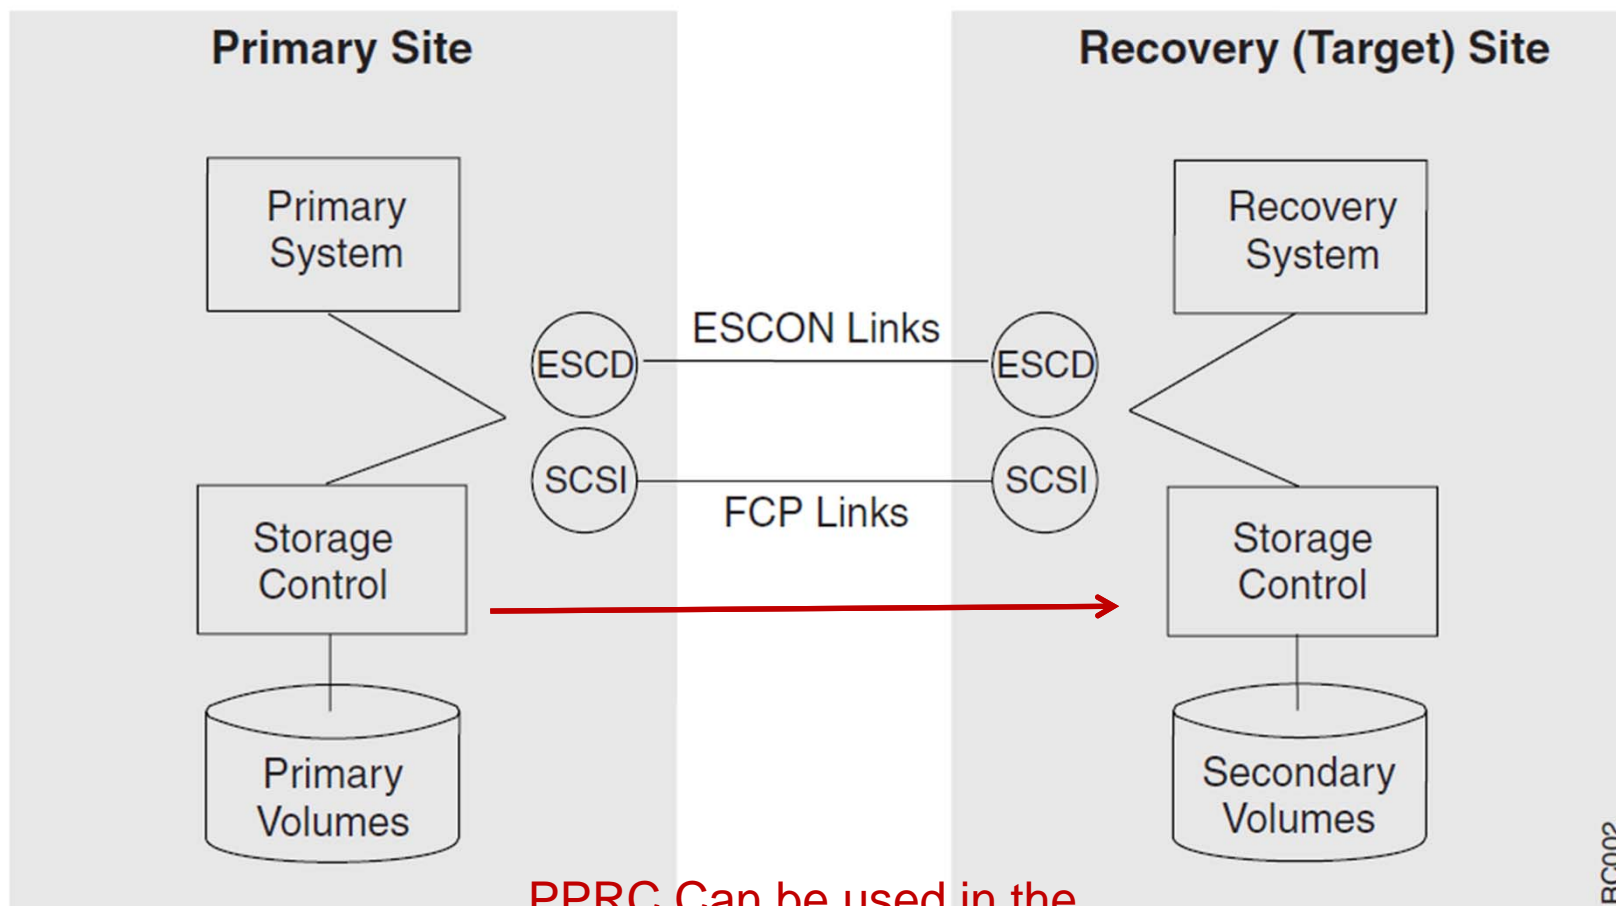 Primary Site
Recovery (Target) Site
Primary
System
Recovery
System
ESCON Links
ESCD
ESCD
SCSI
SCSI
FCP Links
Storage
Control
Storage
Control
Primary
Volumes
Secondary
Volumes
PPRC Can be used in the